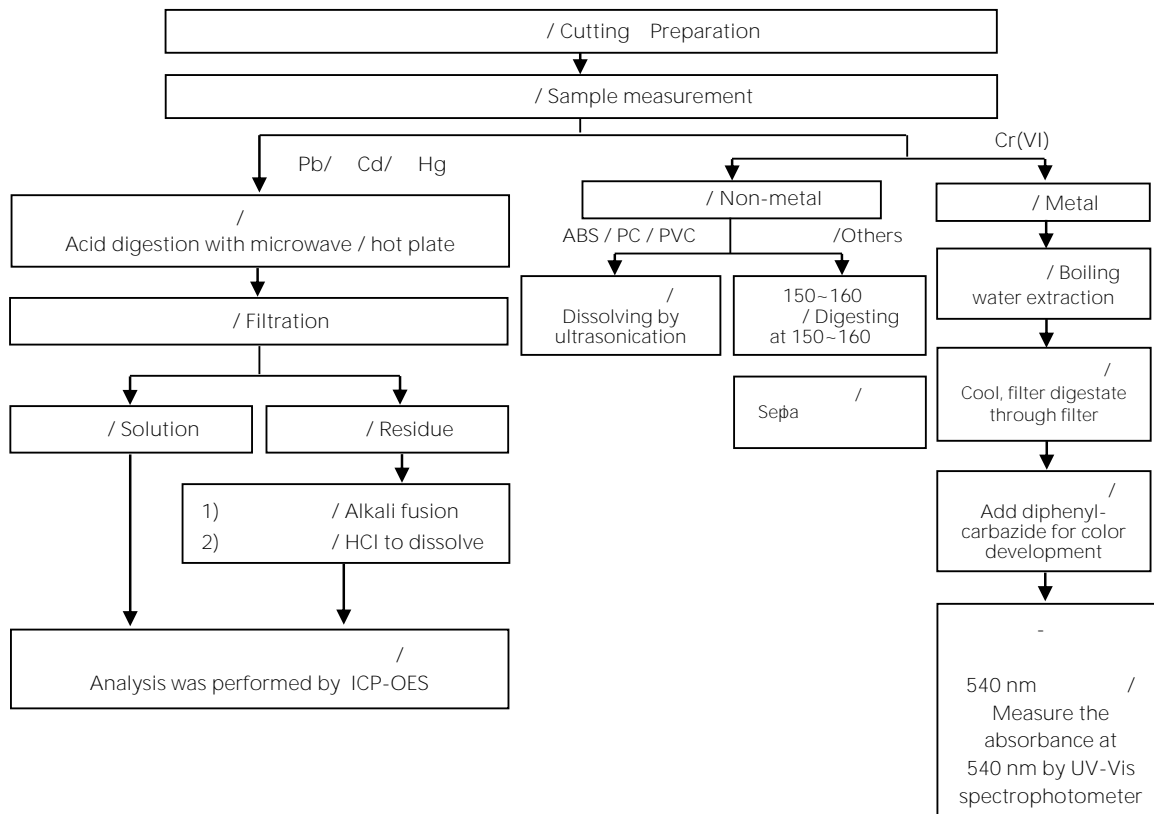 / Cutting Preparation
/ Sample measurement
Pb/ Cd/ Hg
Cr(VI)
/
Acid digestion with microwave / hot plate
/ Non-metal
/ Metal
ABS / PC / PVC
/Others
/ Filtration
/
Dissolving by
ultrasonication
150~160
/ Digesting
at 150~160
/ Boiling
water extraction
/ Solution
/ Residue
/
/
Cool, filter digestate
through filter
1) / Alkali fusion
2) / HCl to dissolve
/
Add diphenyl-
carbazide for color
development
/
Analysis was performed by ICP-OES
-
540 nm /
Measure the
absorbance at
540 nm by UV-Vis
spectrophotometer